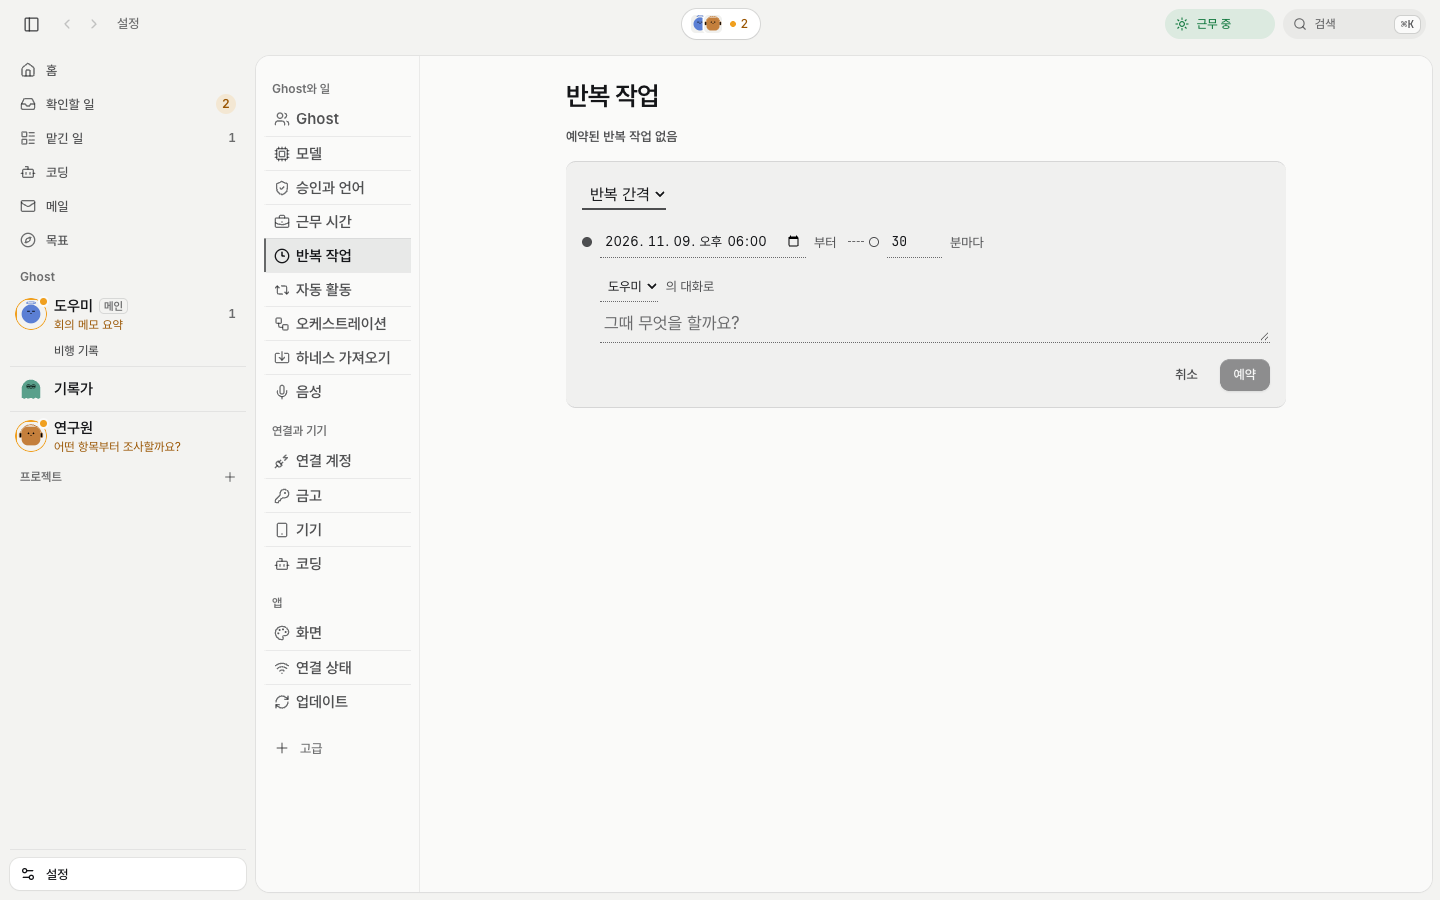 설정
2
근무 중
검색
⌘K
홈
확인할 일
2
맡긴 일
1
코딩
메일
목표
Ghost
도우미
메인
회의 메모 요약
1
비행 기록
기록가
연구원
어떤 항목부터 조사할까요?
프로젝트
설정
Ghost와 일
Ghost
모델
승인과 언어
근무 시간
반복 작업
자동 활동
오케스트레이션
하네스 가져오기
음성
연결과 기기
연결 계정
금고
기기
코딩
앱
화면
연결 상태
업데이트
고급
반복 작업
예약된 반복 작업 없음
반복 간격
2026. 11. 09. 오후 06:00 부터 30 분마다
도우미 의 대화로
그때 무엇을 할까요?
취소
예약